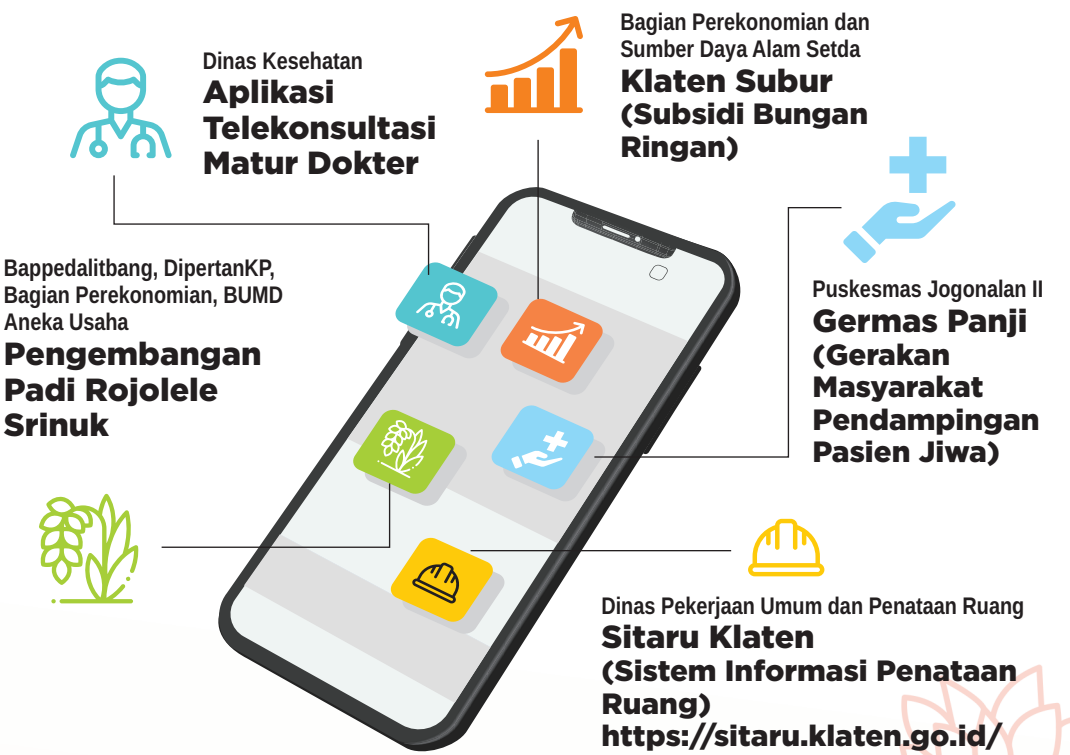 Dinas Kesehatan
Aplikasi
Telekonsultasi
Matur Dokter
Bagian Perekonomian dan
Sumber Daya Alam Setda
Klaten Subur
(Subsidi Bungan
Ringan)
Bappedalitbang, DipertanKP,
Bagian Perekonomian, BUMD
Aneka Usaha
Pengembangan
Padi Rojolele
Srinuk
Puskesmas Jogonalan II
Germas Panji
(Gerakan
Masyarakat
Pendampingan
Pasien Jiwa)
Dinas Pekerjaan Umum dan Penataan Ruang
Sitaru Klaten
(Sistem Informasi Penataan
Ruang)
https://sitaru.klaten.go.id/